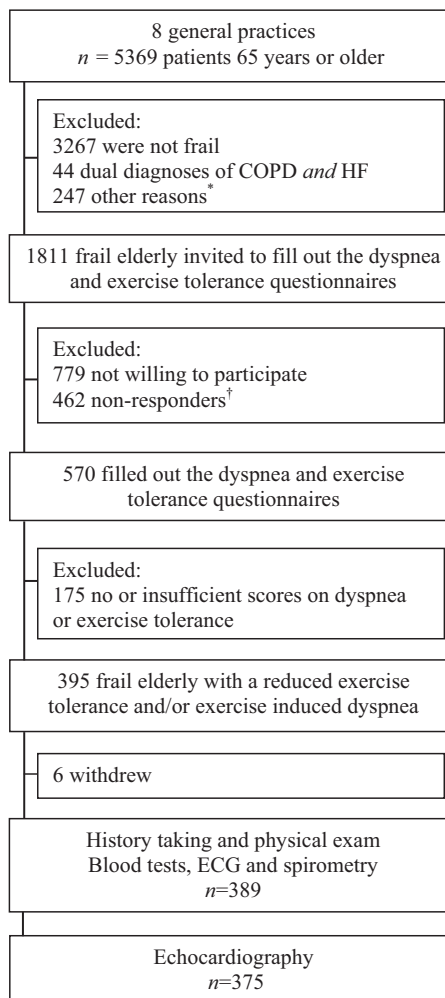 8 general practices
n = 5369 patients 65 years or older
Excluded:
3267 were not frail
44 dual diagnoses of COPD and HF
247 other reasons*
1811 frail elderly invited to fill out the dyspnea
and exercise tolerance questionnaires
Excluded:
779 not willing to participate
462 non-responders†
570 filled out the dyspnea and exercise
tolerance questionnaires
Excluded:
175 no or insufficient scores on dyspnea
or exercise tolerance
395 frail elderly with a reduced exercise
tolerance and/or exercise induced dyspnea
6 withdrew
History taking and physical exam
Blood tests, ECG and spirometry
n=389
Echocardiography
n=375